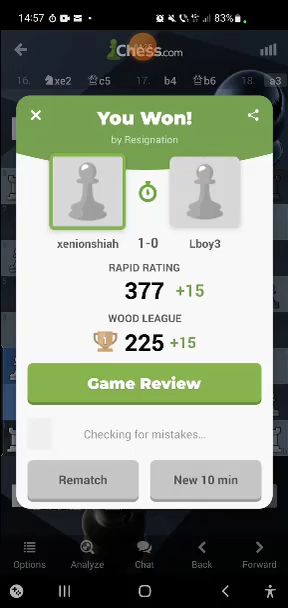 14:57
83%
Chess.com
16. ♞xe2 ♛c5 17. b4 ♛b6 18. a3
You Won!
by Resignation
xenionshiah 1-0 Lboy3
RAPID RATING
377 +15
WOOD LEAGUE
1 225 +15
Game Review
Checking for mistakes...
Rematch New 10 min
Options Analyze Chat Back Forward